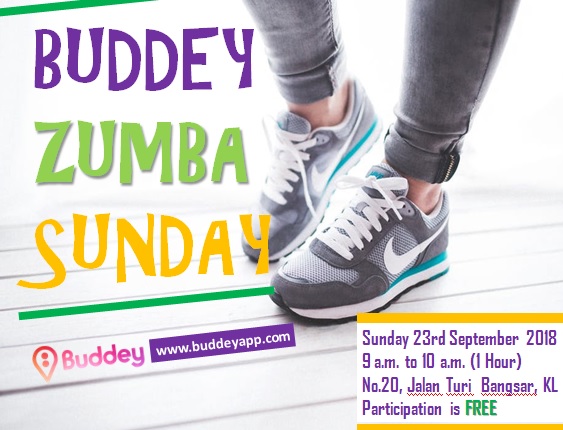 BUDDEY
ZUMBA
SUNDAY
Buddey www.buddeyapp.com
Sunday 23rd September 2018
9 a.m. to 10 a.m. (1 Hour)
No.20, Jalan Turi Bangsar, KL
Participation is FREE